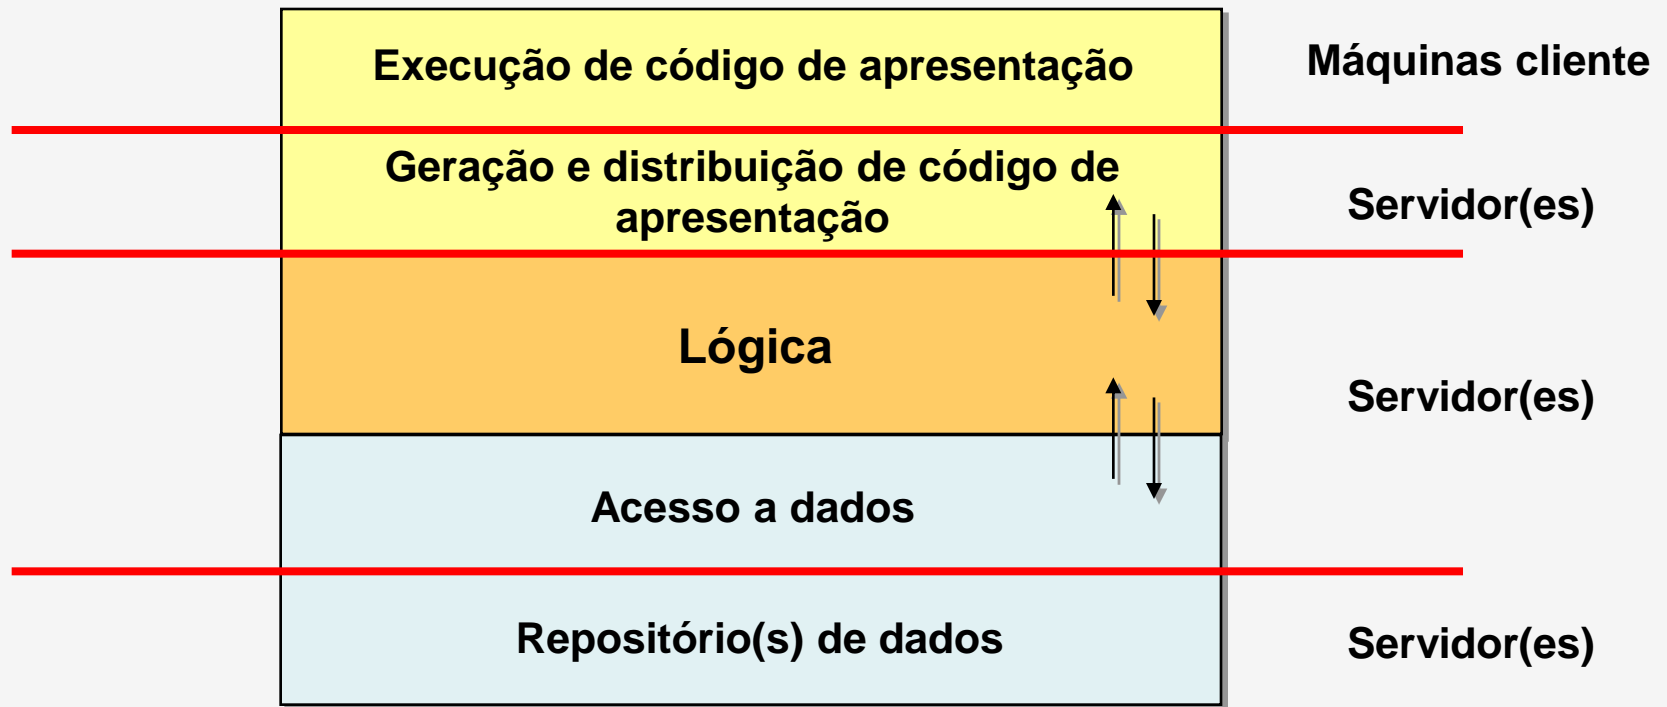 Execução de código de apresentação
Máquinas cliente
Geração e distribuição de código de
apresentação
Servidor(es)
Lógica
Servidor(es)
Acesso a dados
Repositório(s) de dados
Servidor(es)